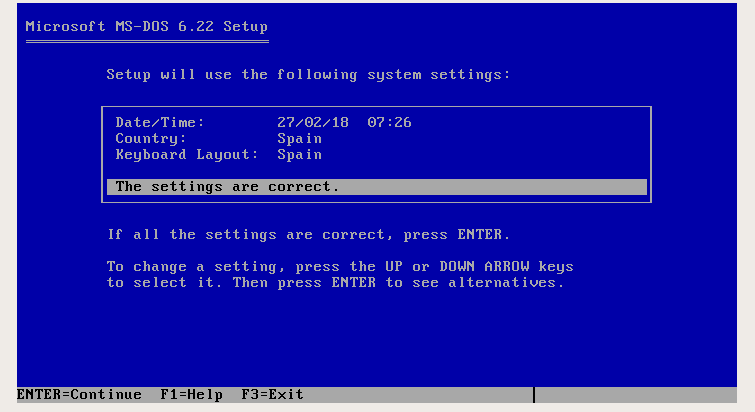 Microsoft MS-DOS 6.22 Setup
Setup will use the following system settings:
Date/Time: 27/02/18 07:26
Country: Spain
Keyboard Layout: Spain
The settings are correct.
If all the settings are correct, press ENTER.
To change a setting, press the UP or DOWN ARROW keys
to select it. Then press ENTER to see alternatives.
ENTER=Continue F1=Help F3=Exit